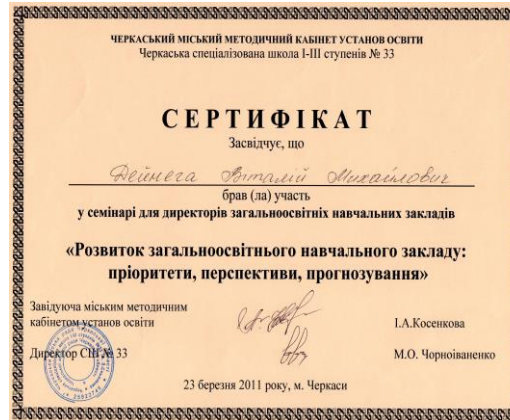 ЧЕРКАСЬКИЙ МІСЬКИЙ МЕТОДИЧНИЙ КАБІНЕТ УСТАНОВ ОСВІТИ
Черкаська спеціалізована школа І-ІІІ ступенів № 33
СЕРТИФІКАТ
Засвідчує, що
Дейнега Віталій Михайлович
брав (ла) участь
у семінарі для директорів загальноосвітніх навчальних закладів
«Розвиток загальноосвітнього навчального закладу:
пріоритети, перспективи, прогнозування»
Завідуюча міським методичним
кабінетом установ освіти
І.А.Косенкова
Директор СШ № 33
М.О. Чорноіваненко
23 березня 2011 року, м. Черкаси